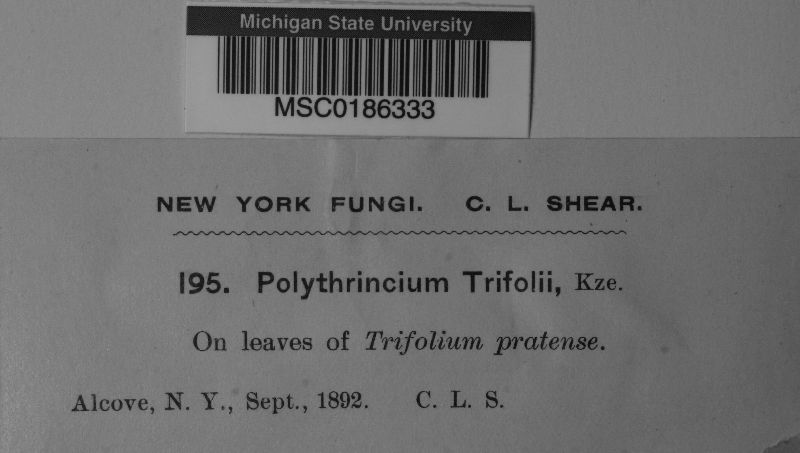 Michigan State University
MSC0186333
NEW YORK FUNGI. C. L. SHEAR.
195. Polythrincium Trifolii, Kze.
On leaves of Trifolium pratense.
Alcove, N. Y., Sept., 1892. C. L. S.